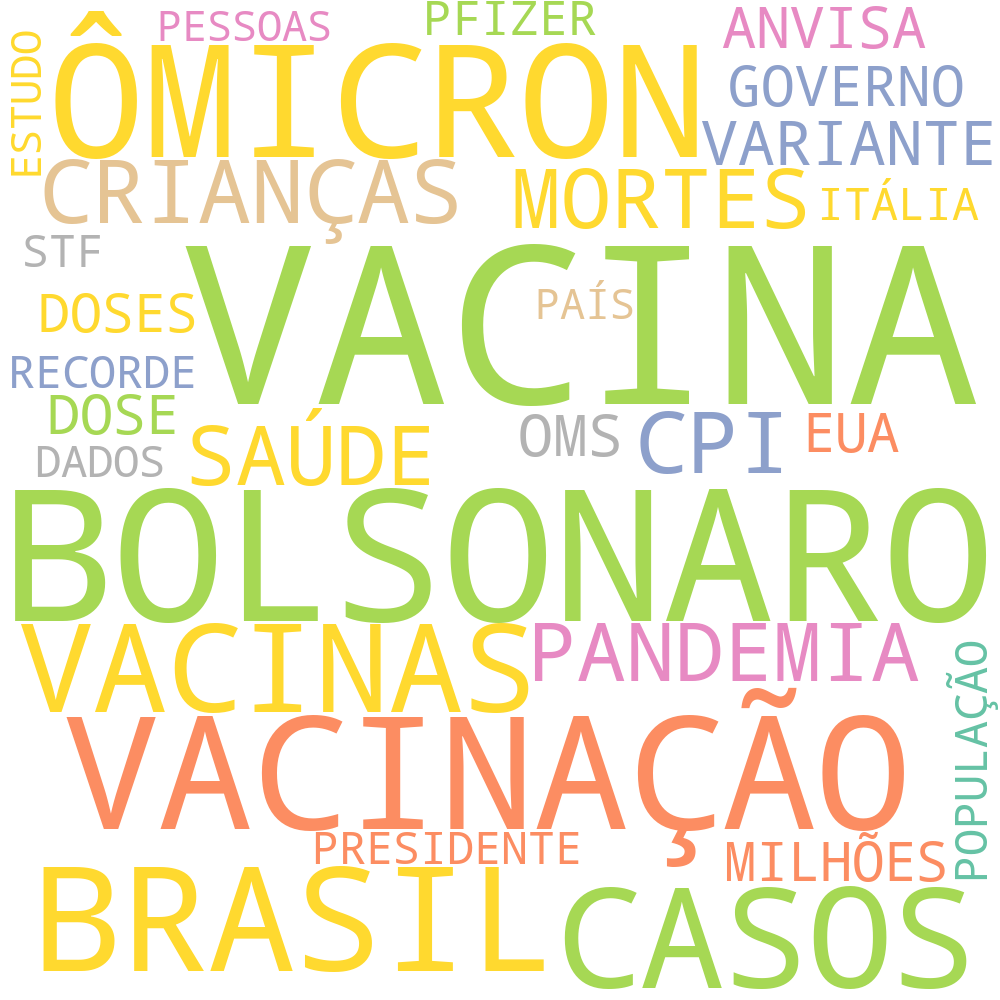 PESSOAS
PFIZER
ANVISA
ESTUDO
ÔMICRON
GOVERNO
VARIANTE
CRIANÇAS
MORTES
ITÁLIA
STF
VACINA
DOSES
PAÍS
RECORDE
DOSE
DADOS
SAÚDE
OMS
CPI
EUA
BOLSONARO
VACINAS
PANDEMIA
POPULAÇÃO
VACINAÇÃO
PRESIDENTE
MILHÕES
BRASIL
CASOS